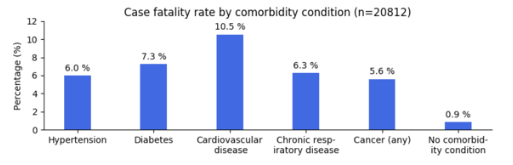 Case fatality rate by comorbidity condition (n=20812)
Percentage (%)
12
10
8
6
4
2
0
6.0 %
7.3 %
10.5 %
6.3 %
5.6 %
0.9 %
Hypertension
Diabetes
Cardiovascular
disease
Chronic resp-
iratory disease
Cancer (any)
No comorbid-
ity condition